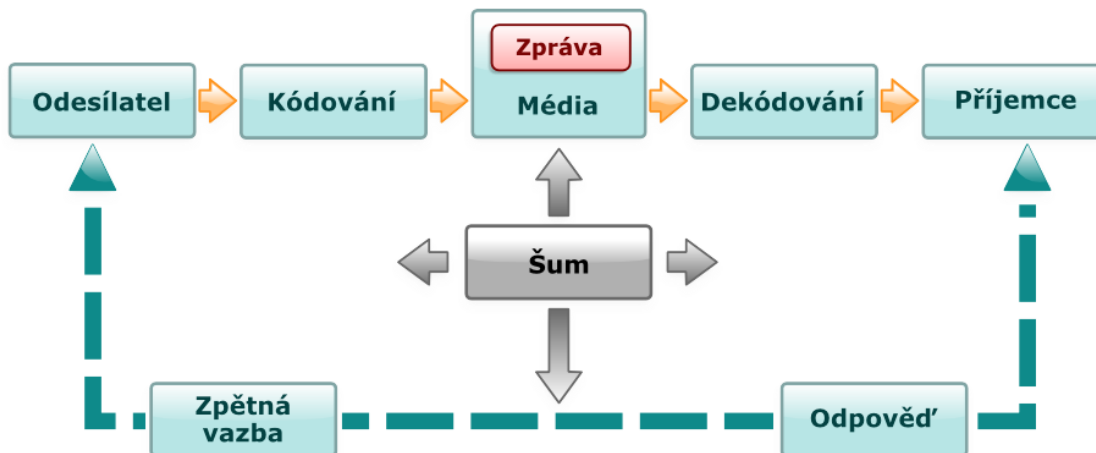 Zpráva
Odesílatel
Kódování
Média
Dekódování
Příjemce
Šum
Zpětná
vazba
Odpověď